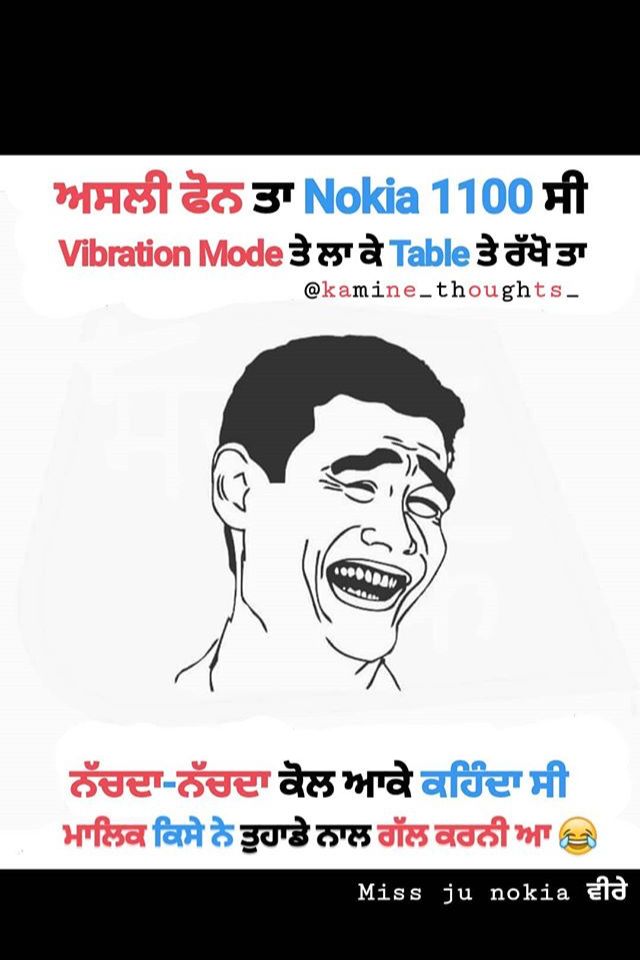 ਅਸਲੀ ਫੋਨ ਤਾ Nokia 1100 ਸੀ
Vibration Mode ਤੇ ਲਾ ਕੇ Table ਤੇ ਰੱਖੋ ਤਾ
@kamine_thoughts_
ਨੱਚਦਾ-ਨੱਚਦਾ ਕੋਲ ਆਕੇ ਕਹਿੰਦਾ ਸੀ
ਮਾਲਿਕ ਕਿਸੇ ਨੇ ਤੁਹਾਡੇ ਨਾਲ ਗੱਲ ਕਰਨੀ ਆ 😂
Miss ju nokia ਵੀਰੇ